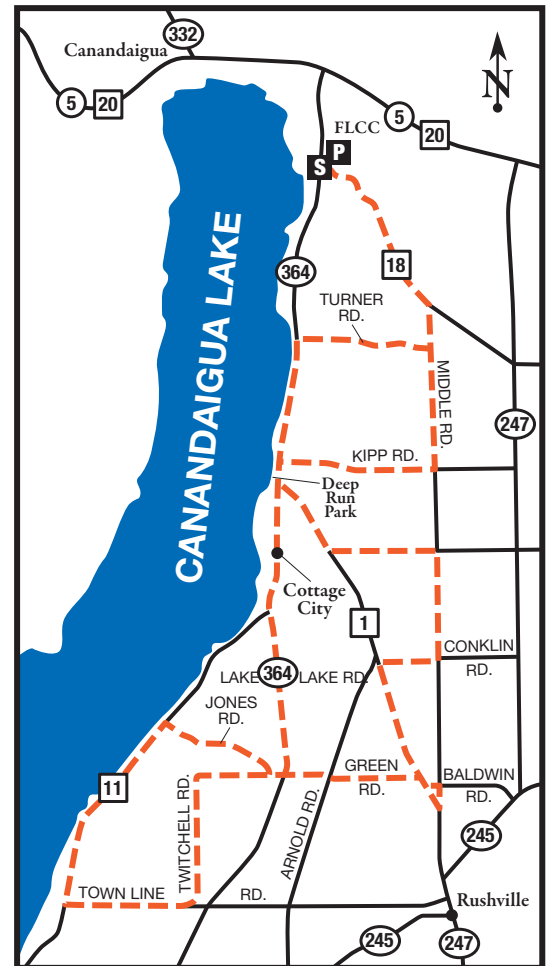 332
Canandaigua
5
20
N
FLCC
5
20
P
S
364
18
TURNER
RD.
CANANDAIGUA LAKE
MIDDLE RD.
247
KIPP RD.
Deep
Run
Park
Cottage
City
1
CONKLIN
RD.
LAKE
364
LAKE RD.
JONES
RD.
11
TWITCHELL RD.
GREEN
RD.
BALDWIN
RD.
ARNOLD RD.
245
TOWN LINE
RD.
Rushville
245
247